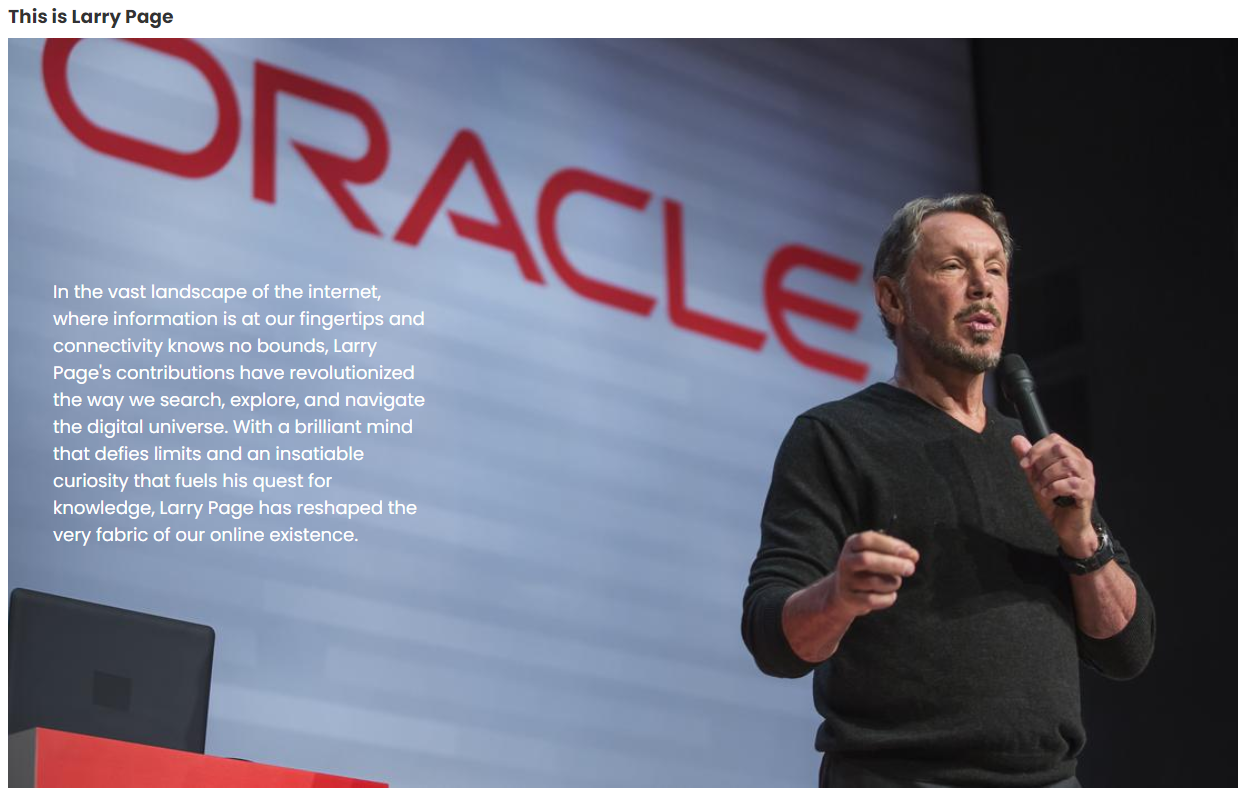 This is Larry Page
ORACLE
In the vast landscape of the internet,
where information is at our fingertips and
connectivity knows no bounds, Larry
Page's contributions have revolutionized
the way we search, explore, and navigate
the digital universe. With a brilliant mind
that defies limits and an insatiable
curiosity that fuels his quest for
knowledge, Larry Page has reshaped the
very fabric of our online existence.